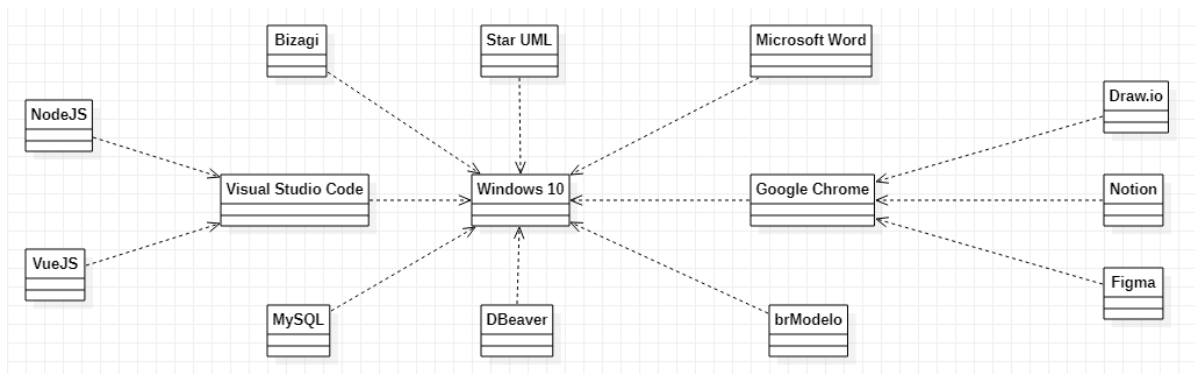 Bizagi
Star UML
Microsoft Word
Draw.io
NodeJS
Visual Studio Code
Windows 10
Google Chrome
Notion
VueJS
Figma
MySQL
DBeaver
brModelo